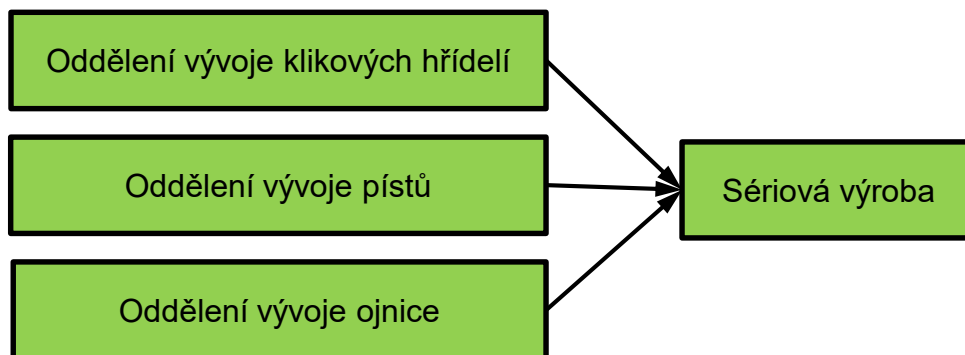 Oddělení vývoje klikových hřídelí
Oddělení vývoje pístů
Sériová výroba
Oddělení vývoje ojnice